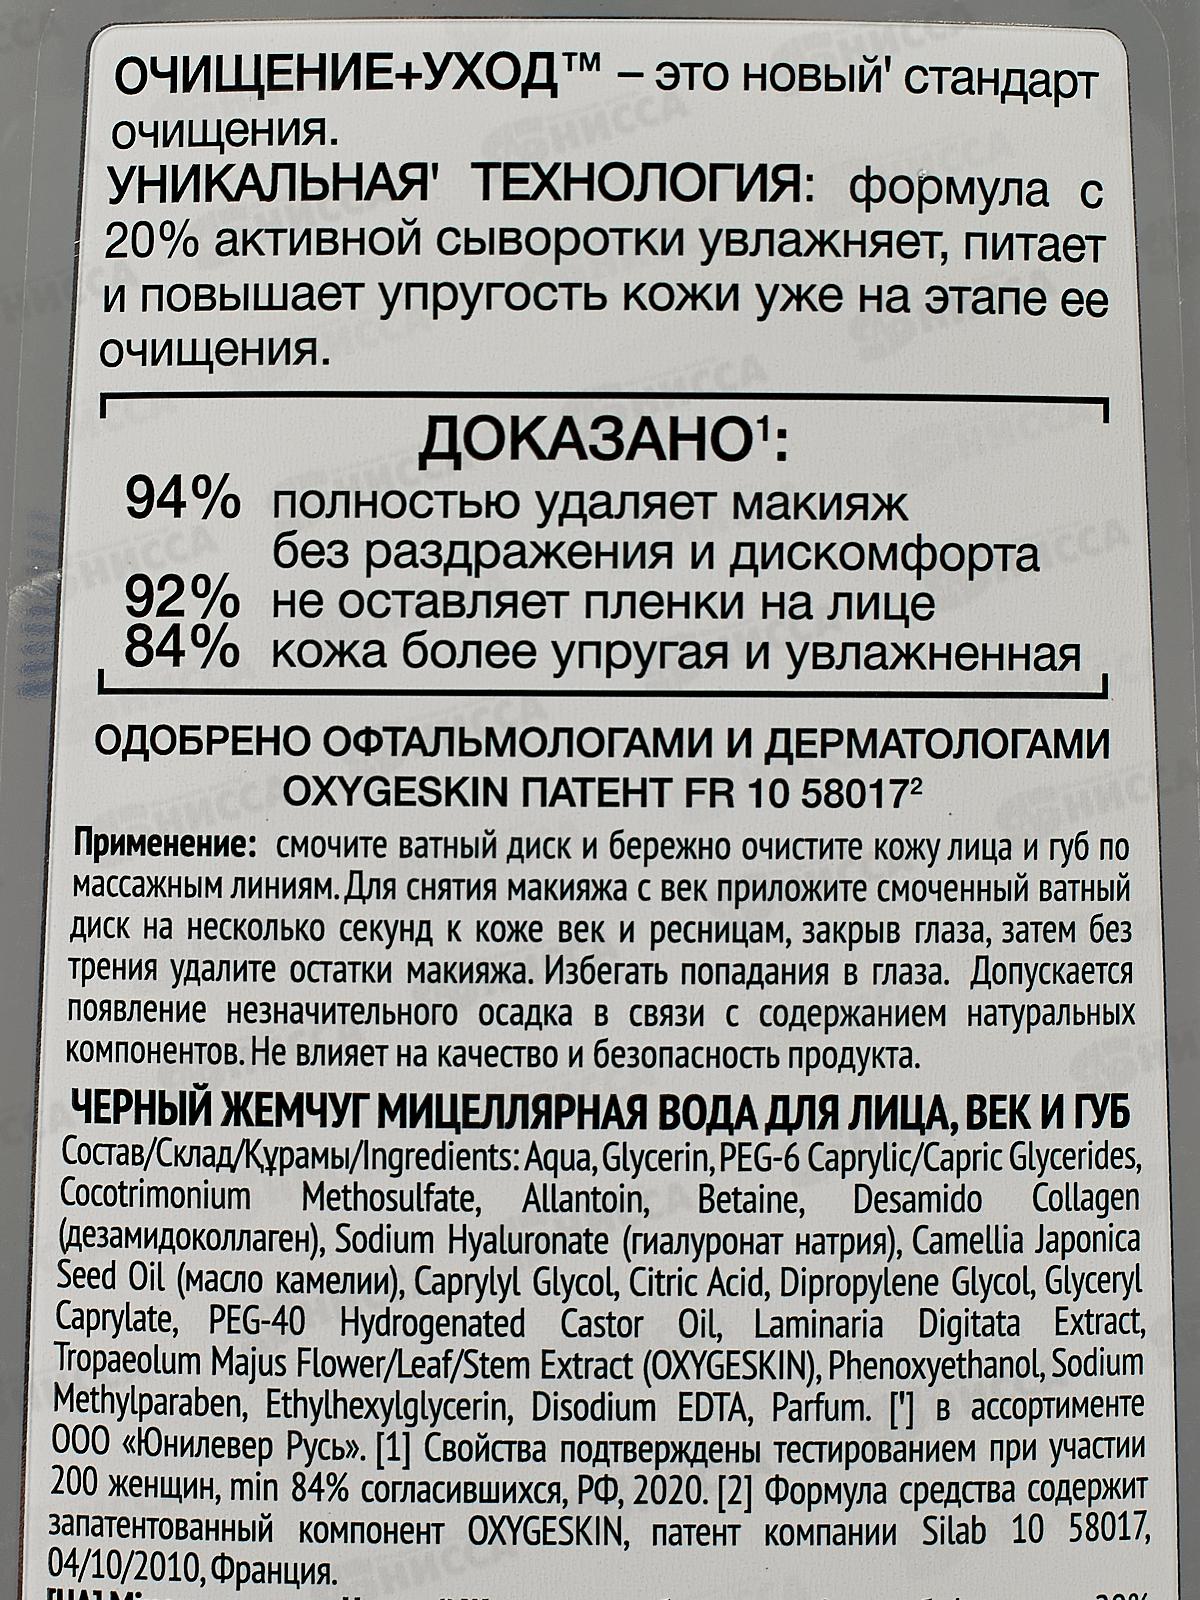 ОЧИЩЕНИЕ+УХОД™ – это новый' стандарт
очищения.
УНИКАЛЬНАЯ' ТЕХНОЛОГИЯ: формула с
20% активной сыворотки увлажняет, питает
и повышает упругость кожи уже на этапе ее
очищения.
ДОКАЗАНО¹:
94% полностью удаляет макияж
без раздражения и дискомфорта
92% не оставляет пленки на лице
84% кожа более упругая и увлажненная
ОДОБРЕНО ОФТАЛЬМОЛОГАМИ И ДЕРМАТОЛОГАМИ
OXYGESKIN ПАТЕНТ FR 10 58017²
Применение: смочите ватный диск и бережно очистите кожу лица и губ по
массажным линиям. Для снятия макияжа с век приложите смоченный ватный
диск на несколько секунд к коже век и ресницам, закрыв глаза, затем без
трения удалите остатки макияжа. Избегать попадания в глаза. Допускается
появление незначительного осадка в связи с содержанием натуральных
компонентов. Не влияет на качество и безопасность продукта.
ЧЕРНЫЙ ЖЕМЧУГ МИЦЕЛЛЯРНАЯ ВОДА ДЛЯ ЛИЦА, ВЕК И ГУБ
Состав/Склад/Құрамы/Ingredients: Aqua, Glycerin, PEG-6 Caprylic/Capric Glycerides,
Cocotrimonium Methosulfate, Allantoin, Betaine, Desamido Collagen
(дезамидоколлаген), Sodium Hyaluronate (гиалуронат натрия), Camellia Japonica
Seed Oil (масло камелии), Caprylyl Glycol, Citric Acid, Dipropylene Glycol, Glyceryl
Caprylate, PEG-40 Hydrogenated Castor Oil, Laminaria Digitata Extract,
Tropaeolum Majus Flower/Leaf/Stem Extract (OXYGESKIN), Phenoxyethanol, Sodium
Methylparaben, Ethylhexylglycerin, Disodium EDTA, Parfum. ['] в ассортименте
ООО «Юнилевер Русь». [1] Свойства подтверждены тестированием при участии
200 женщин, min 84% согласившихся, РФ, 2020. [2] Формула средства содержит
запатентованный компонент OXYGESKIN, патент компании Silab 10 58017,
04/10/2010, Франция.